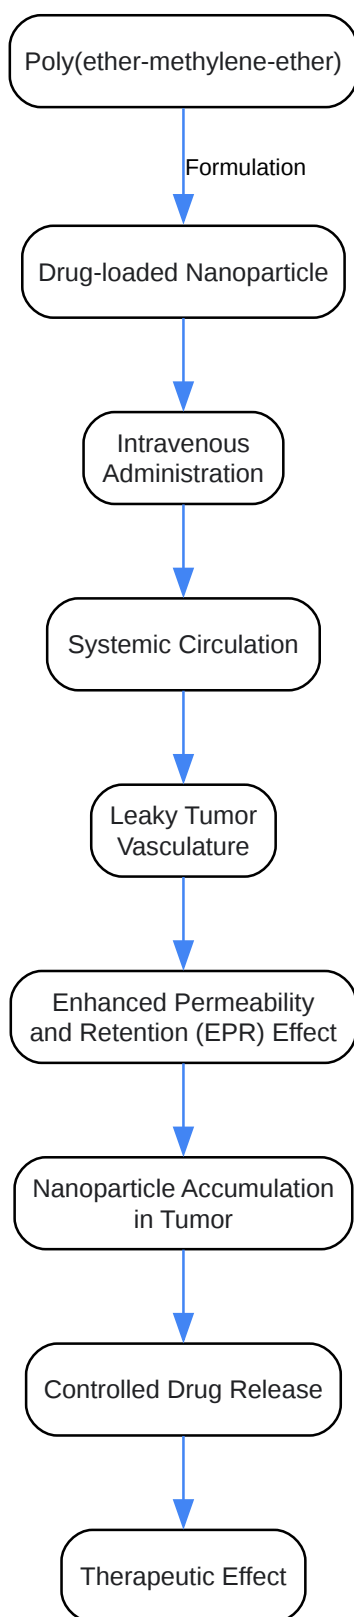 Poly(ether-methylene-ether)
Formulation
Drug-loaded Nanoparticle
Intravenous
Administration
Systemic Circulation
Leaky Tumor
Vasculature
Enhanced Permeability
and Retention (EPR) Effect
Nanoparticle Accumulation
in Tumor
Controlled Drug Release
Therapeutic Effect